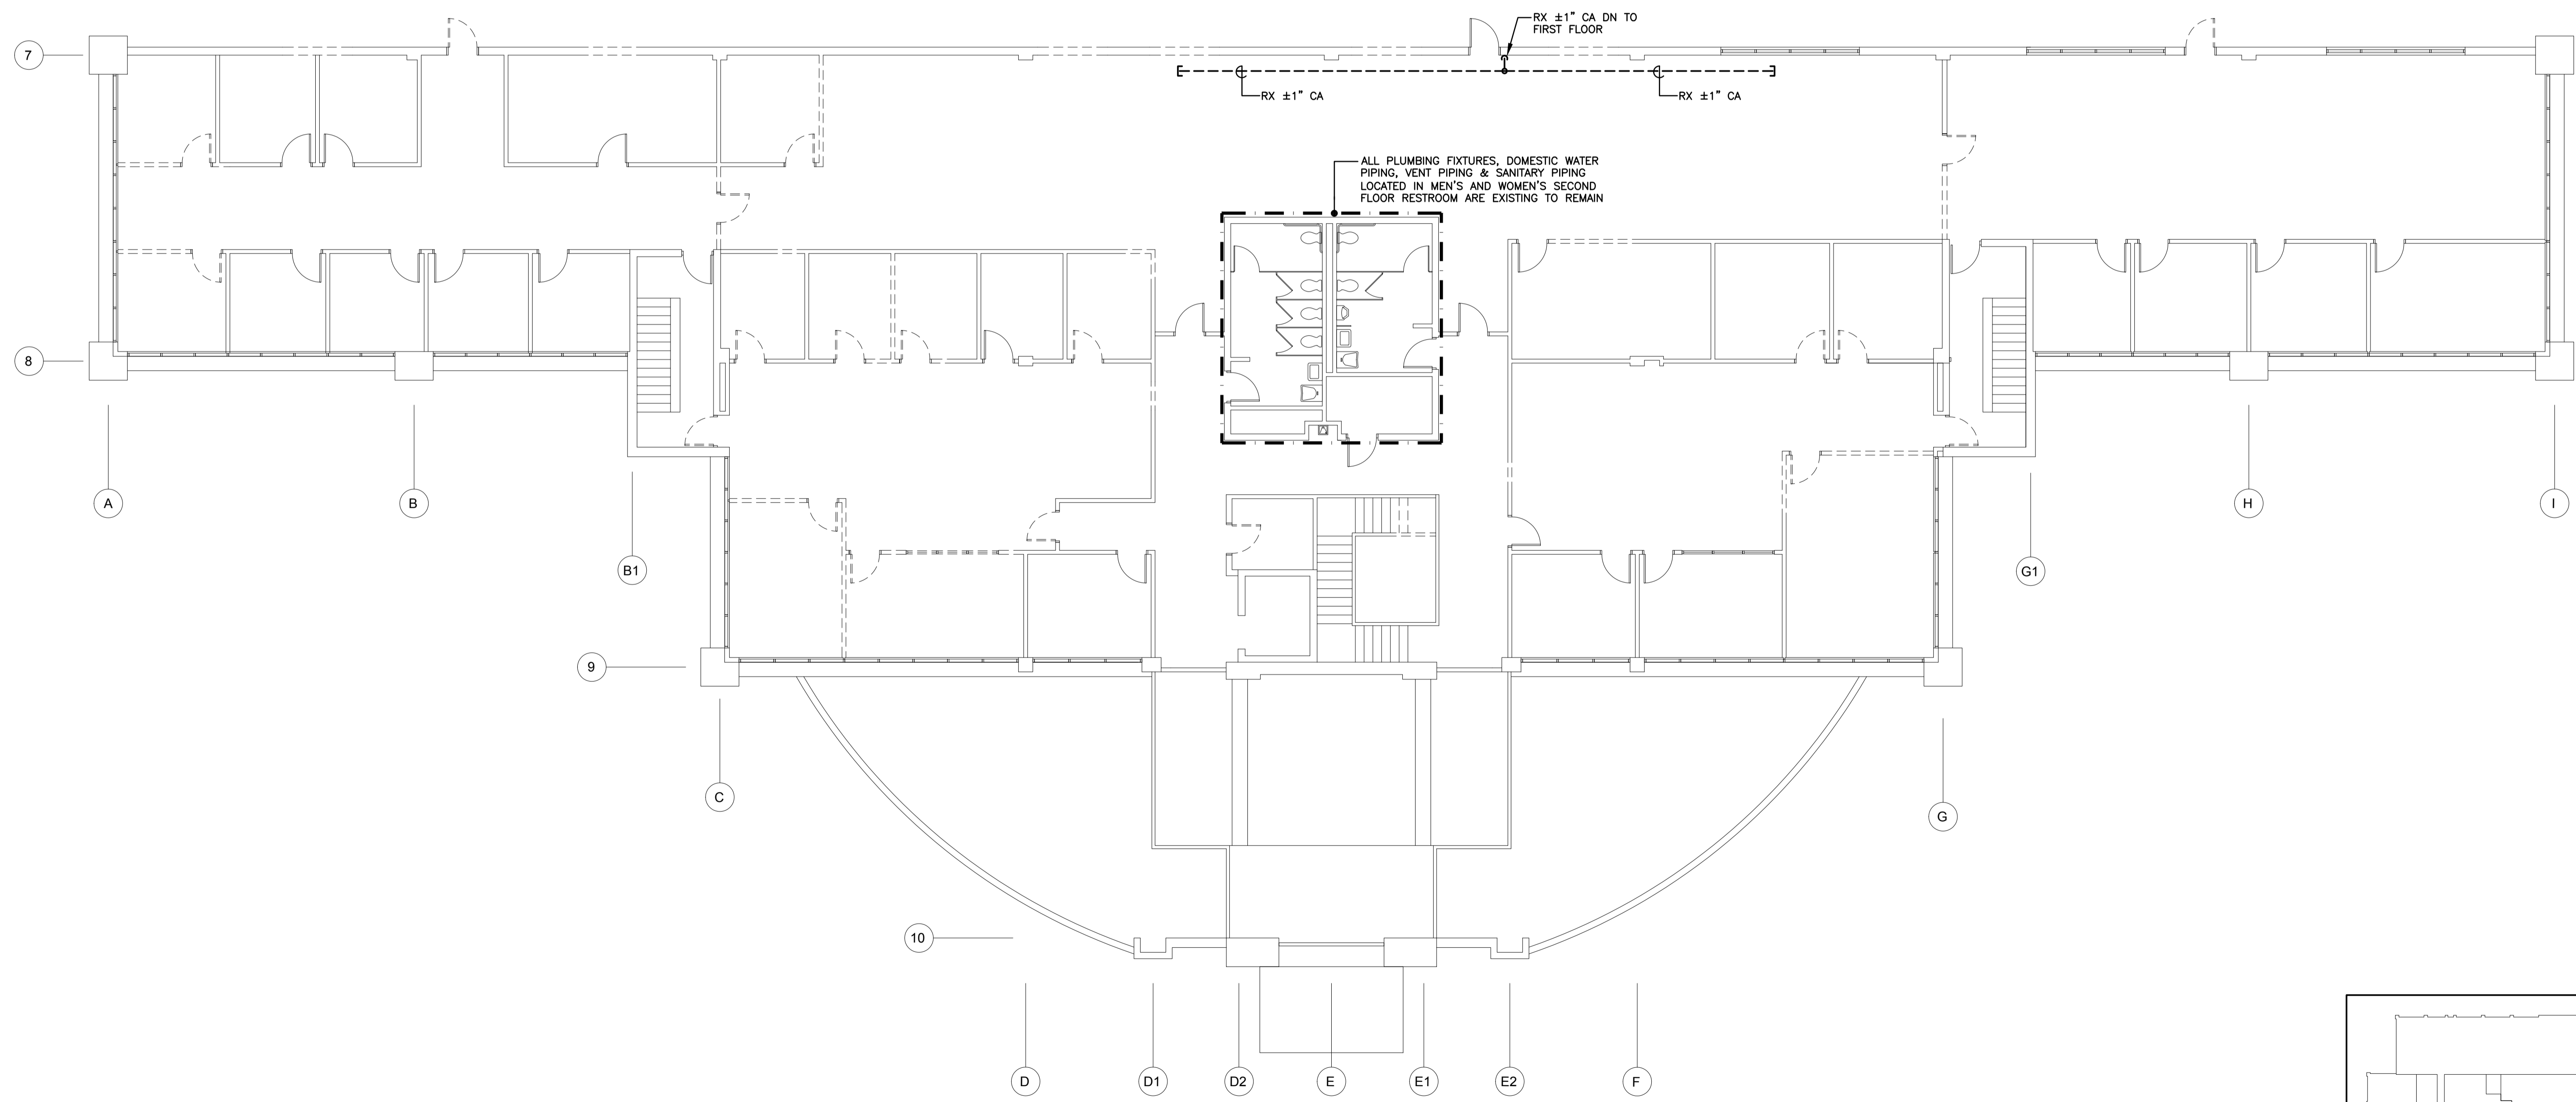 RX ±1" CA DN TO
FIRST FLOOR
7
RX ±1" CA
RX ±1" CA
ALL PLUMBING FIXTURES, DOMESTIC WATER
PIPING, VENT PIPING & SANITARY PIPING
LOCATED IN MEN'S AND WOMEN'S SECOND
FLOOR RESTROOM ARE EXISTING TO REMAIN
8
A
B
H
I
B1
G1
9
C
G
10
D
D1
D2
E
E1
E2
F